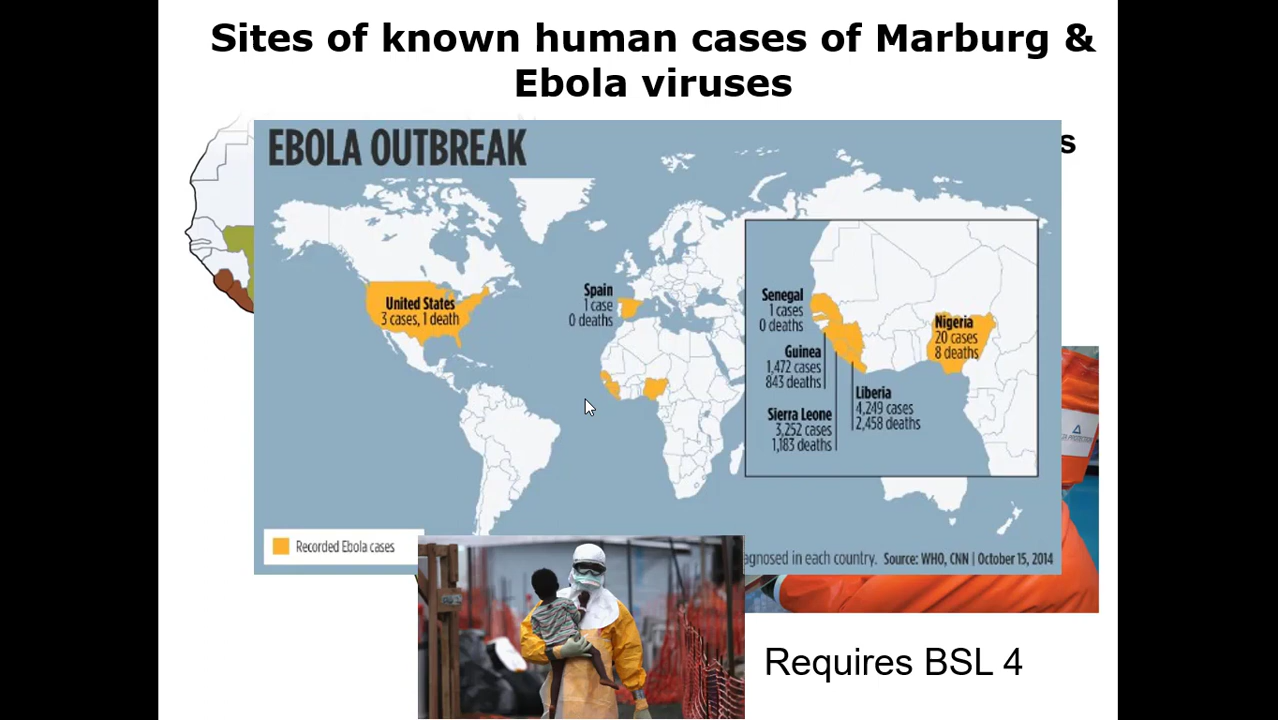 Sites of known human cases of Marburg &
Ebola viruses
s
EBOLA OUTBREAK
United States
3 cases, 1 death
Spain
1 case
0 deaths
Senegal
1 cases
0 deaths
Guinea
1,472 cases
843 deaths
Sierra Leone
3,252 cases
1,183 deaths
Nigeria
20 cases
8 deaths
Liberia
4,249 cases
2,458 deaths
Recorded Ebola cases
agnosed in each country. Source: WHO, CNN | October 15, 2014
Requires BSL 4